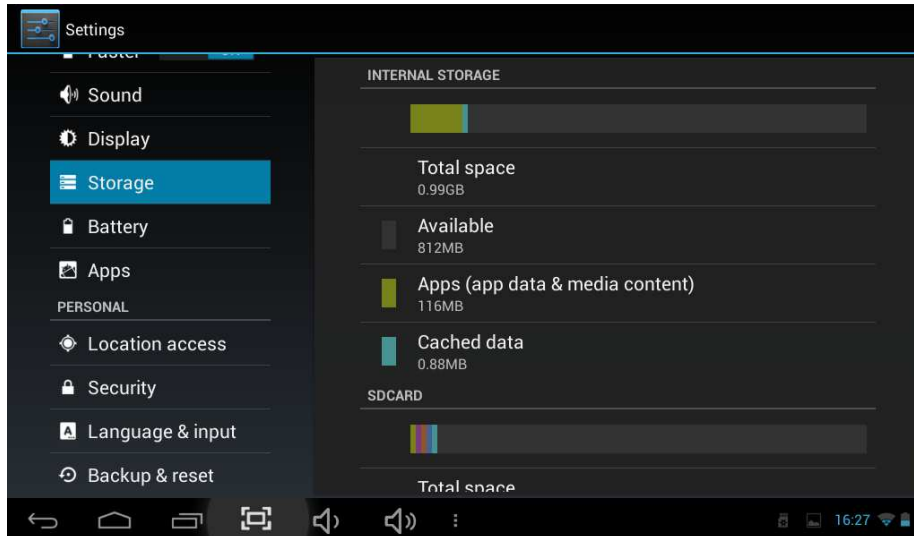 Settings
Sound
Display
Storage
Battery
Apps
PERSONAL
Location access
Security
Language & input
Backup & reset
INTERNAL STORAGE
Total space
0.99GB
Available
812MB
Apps (app data & media content)
116MB
Cached data
0.88MB
SDCARD
Total space
16:27